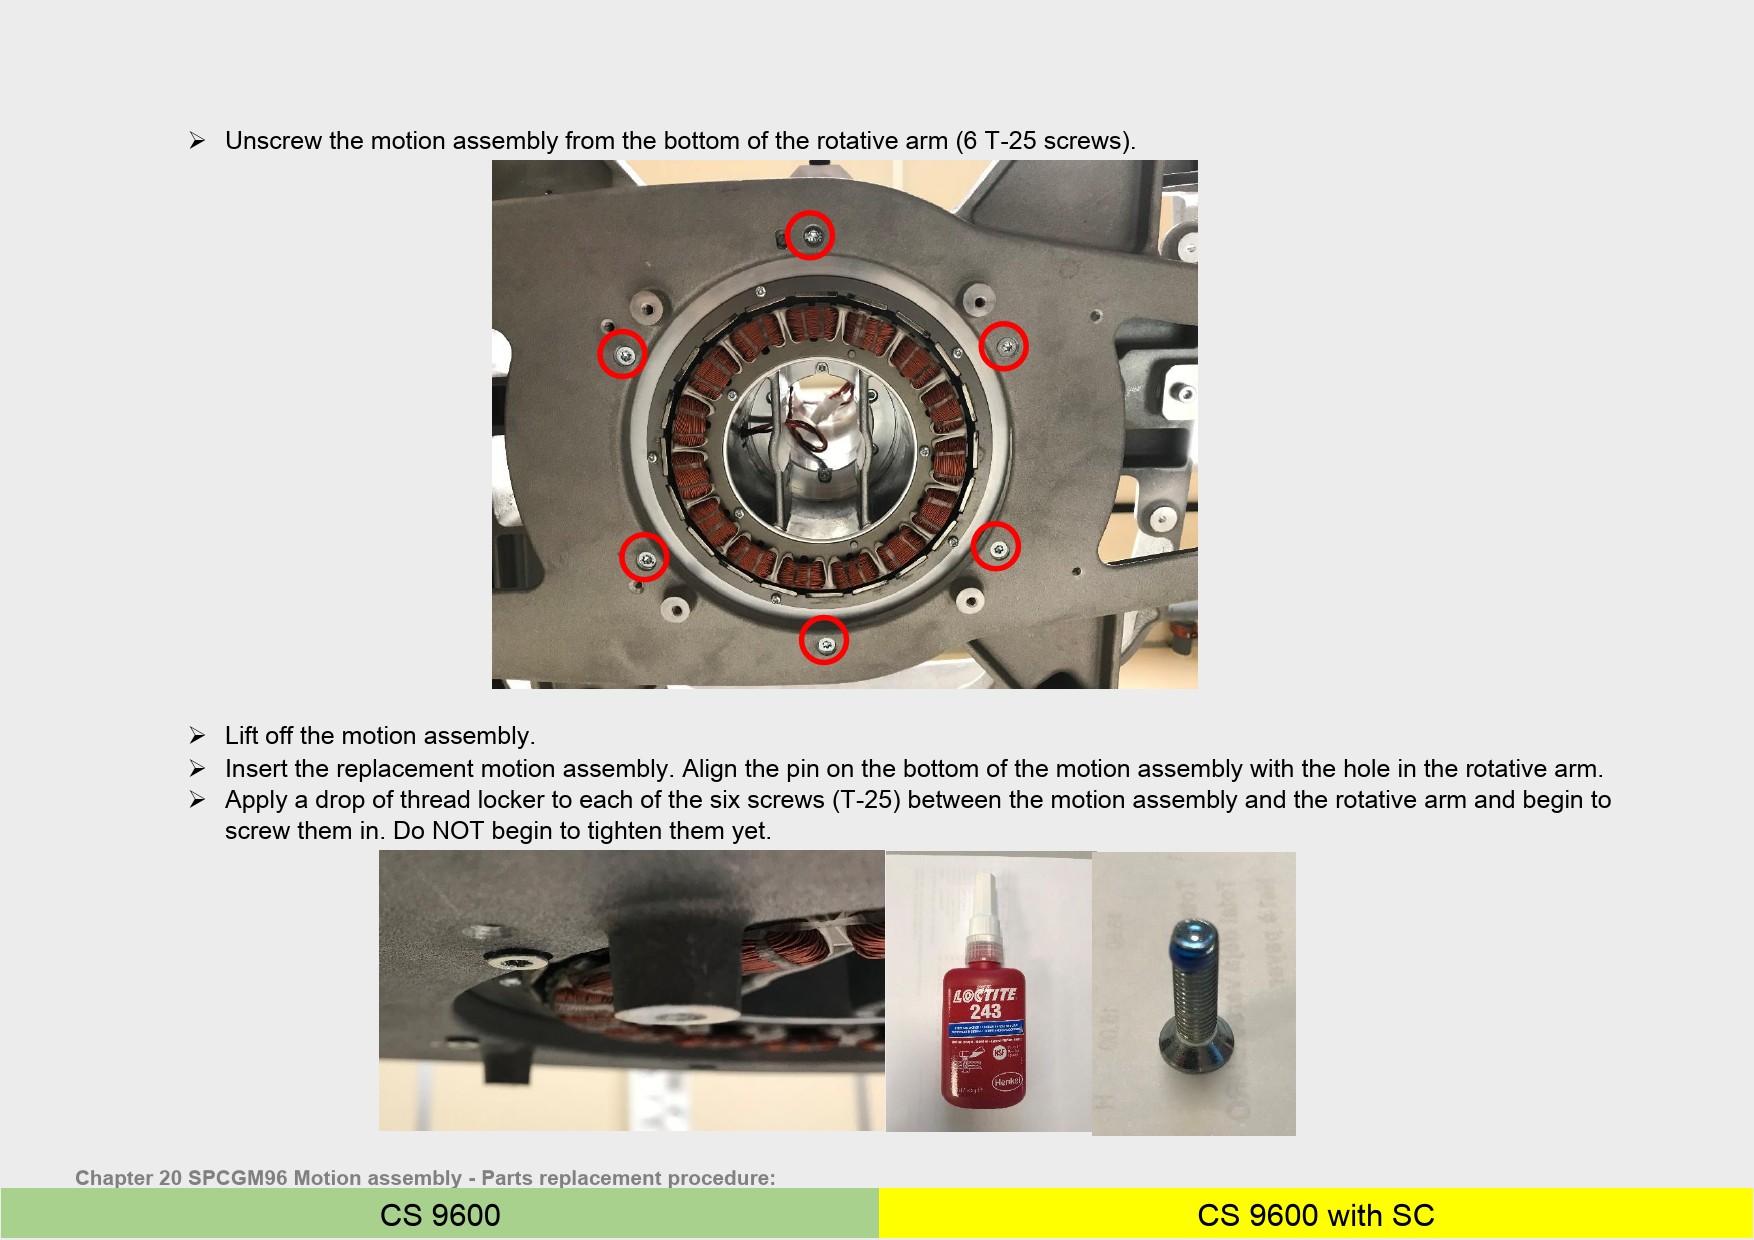 ➢ Unscrew the motion assembly from the bottom of the rotative arm (6 T-25 screws).
➢ Lift off the motion assembly.
➢ Insert the replacement motion assembly. Align the pin on the bottom of the motion assembly with the hole in the rotative arm.
➢ Apply a drop of thread locker to each of the six screws (T-25) between the motion assembly and the rotative arm and begin to
screw them in. Do NOT begin to tighten them yet.
LOCTITE
243
NSF
Henkel
Chapter 20 SPCGM96 Motion assembly - Parts replacement procedure:
CS 9600
CS 9600 with SC